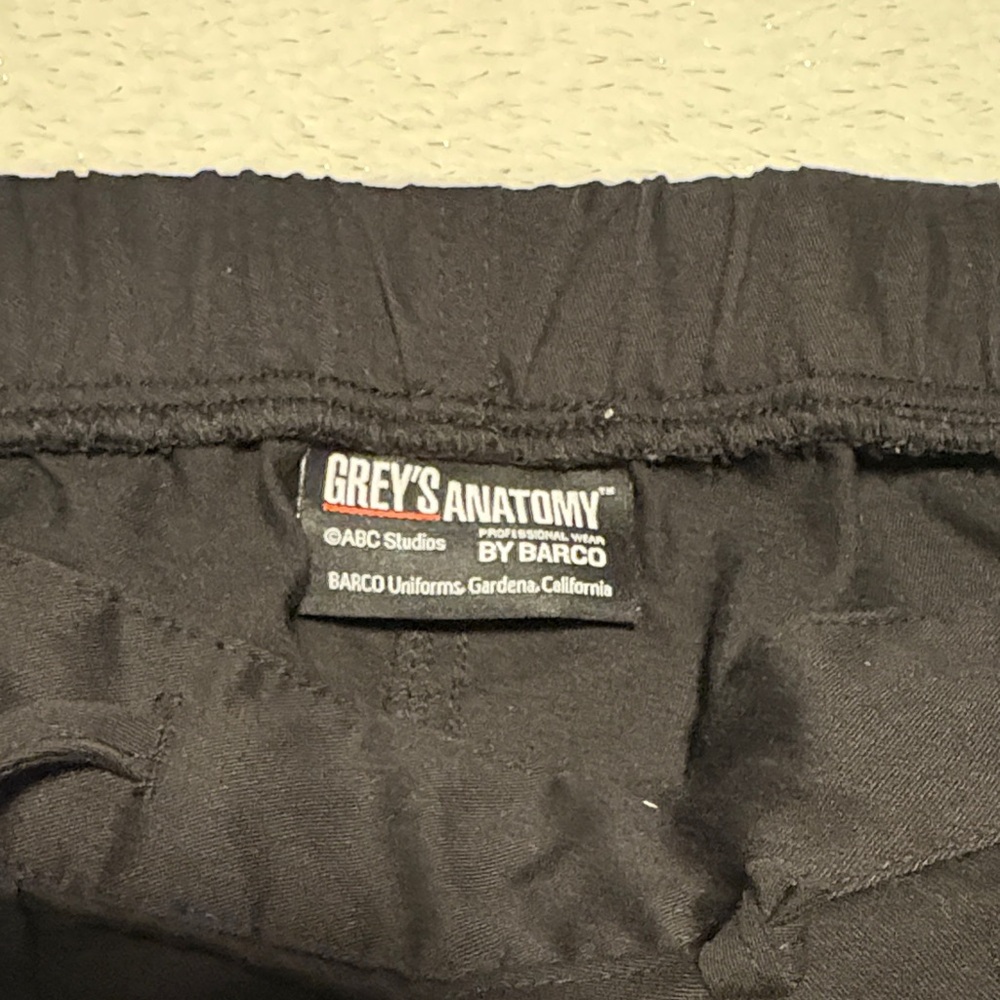 GREY'S ANATOMY™
©ABC Studios
PROFESSIONAL WEAR
BY BARCO
BARCO Uniforms, Gardena, California